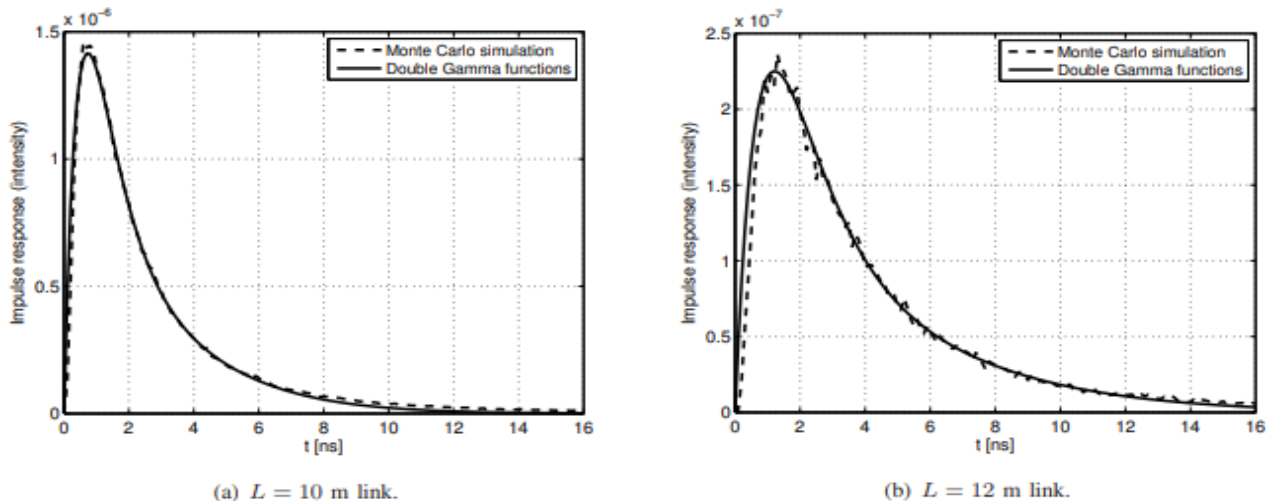 x 10⁻⁶
1.5
1
0.5
0
Impulse response (intensity)
Monte Carlo simulation
Double Gamma functions
0 2 4 6 8 10 12 14 16
t [ns]
(a) L = 10 m link.
x 10⁻⁷
2.5
2
1.5
1
0.5
0
Impulse response (intensity)
Monte Carlo simulation
Double Gamma functions
0 2 4 6 8 10 12 14 16
t [ns]
(b) L = 12 m link.